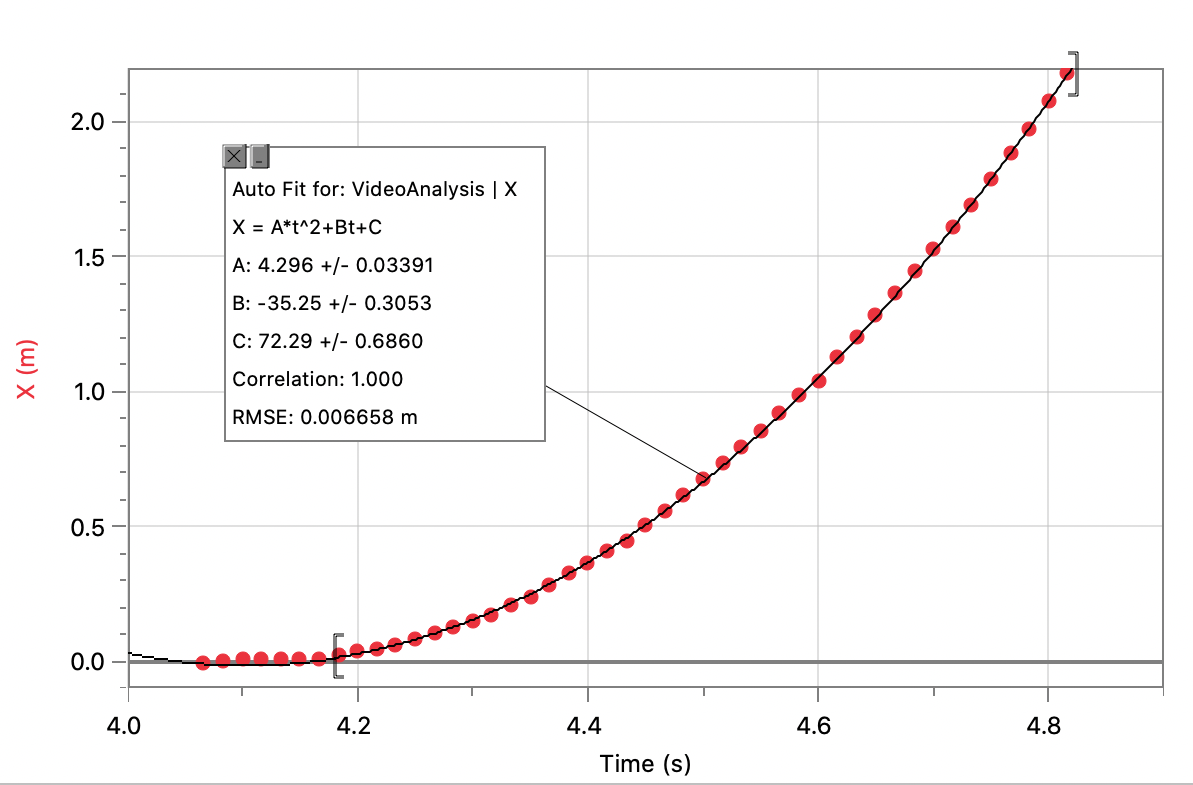 2.0
1.5
1.0
0.5
0.0
X (m)
Auto Fit for: VideoAnalysis | X
X = A*t^2+Bt+C
A: 4.296 +/- 0.03391
B: -35.25 +/- 0.3053
C: 72.29 +/- 0.6860
Correlation: 1.000
RMSE: 0.006658 m
4.0 4.2 4.4 4.6 4.8
Time (s)